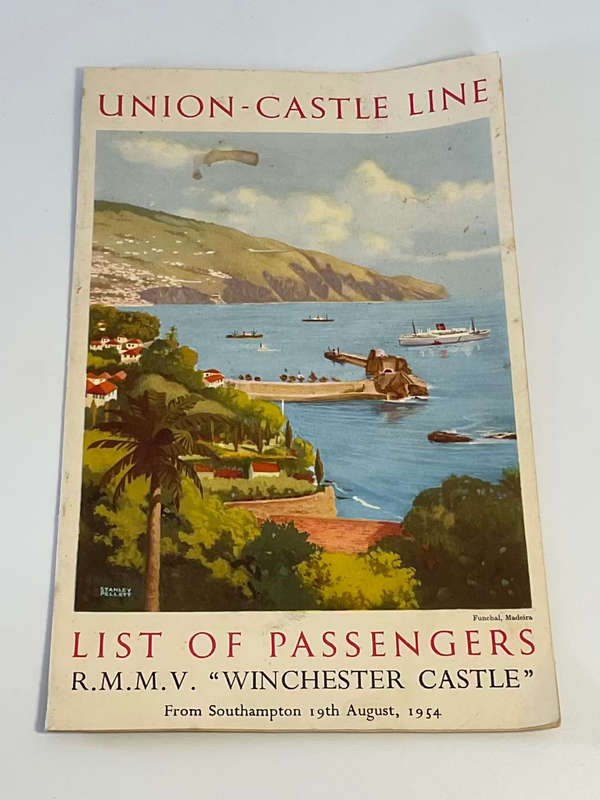 UNION-CASTLE LINE
STANLEY
PELLETT
Funchal, Madeira
LIST OF PASSENGERS
R.M.M.V. “WINCHESTER CASTLE”
From Southampton 19th August, 1954